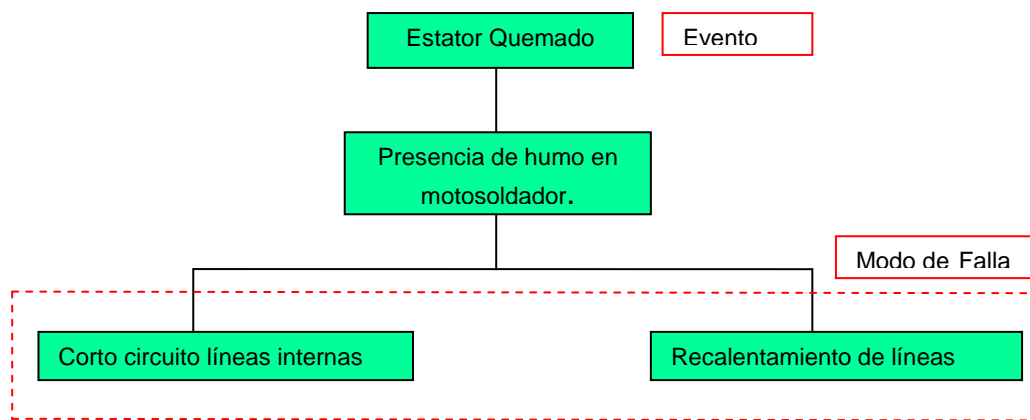 Estator Quemado
Evento
Presencia de humo en
motosoldador.
Modo de Falla
Corto circuito líneas internas
Recalentamiento de líneas